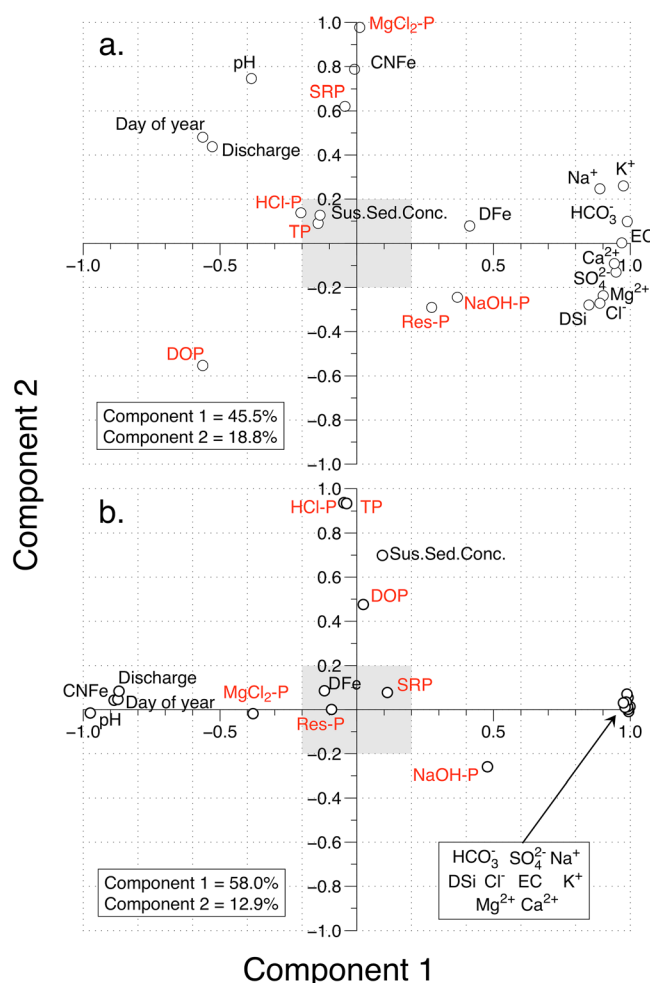 a.
1.0
MgCl₂-P
pH
CNFe
0.8
SRP
0.6
Day of year
Discharge
0.4
K⁺
Na⁺
HCl-P
0.2
Sus.Sed.Conc.
DFe
HCO₃⁻
TP
EC
−1.0
−0.5
0.5
1.0
Ca²⁺
SO₄²⁻
−0.2
NaOH-P
Mg²⁺
Res-P
DSi
Cl⁻
−0.4
DOP
−0.6
Component 1 = 45.5%
Component 2 = 18.8%
−0.8
−1.0
Component 2
b.
1.0
HCl-P
TP
0.8
Sus.Sed.Conc.
0.6
DOP
0.4
0.2
Discharge
CNFe
Day of year
MgCl₂-P
DFe
SRP
pH
Res-P
−1.0
−0.5
0.5
1.0
−0.2
NaOH-P
−0.4
−0.6
HCO₃⁻ SO₄²⁻ Na⁺
DSi Cl⁻ EC K⁺
Mg²⁺ Ca²⁺
Component 1 = 58.0%
Component 2 = 12.9%
−0.8
−1.0
Component 1